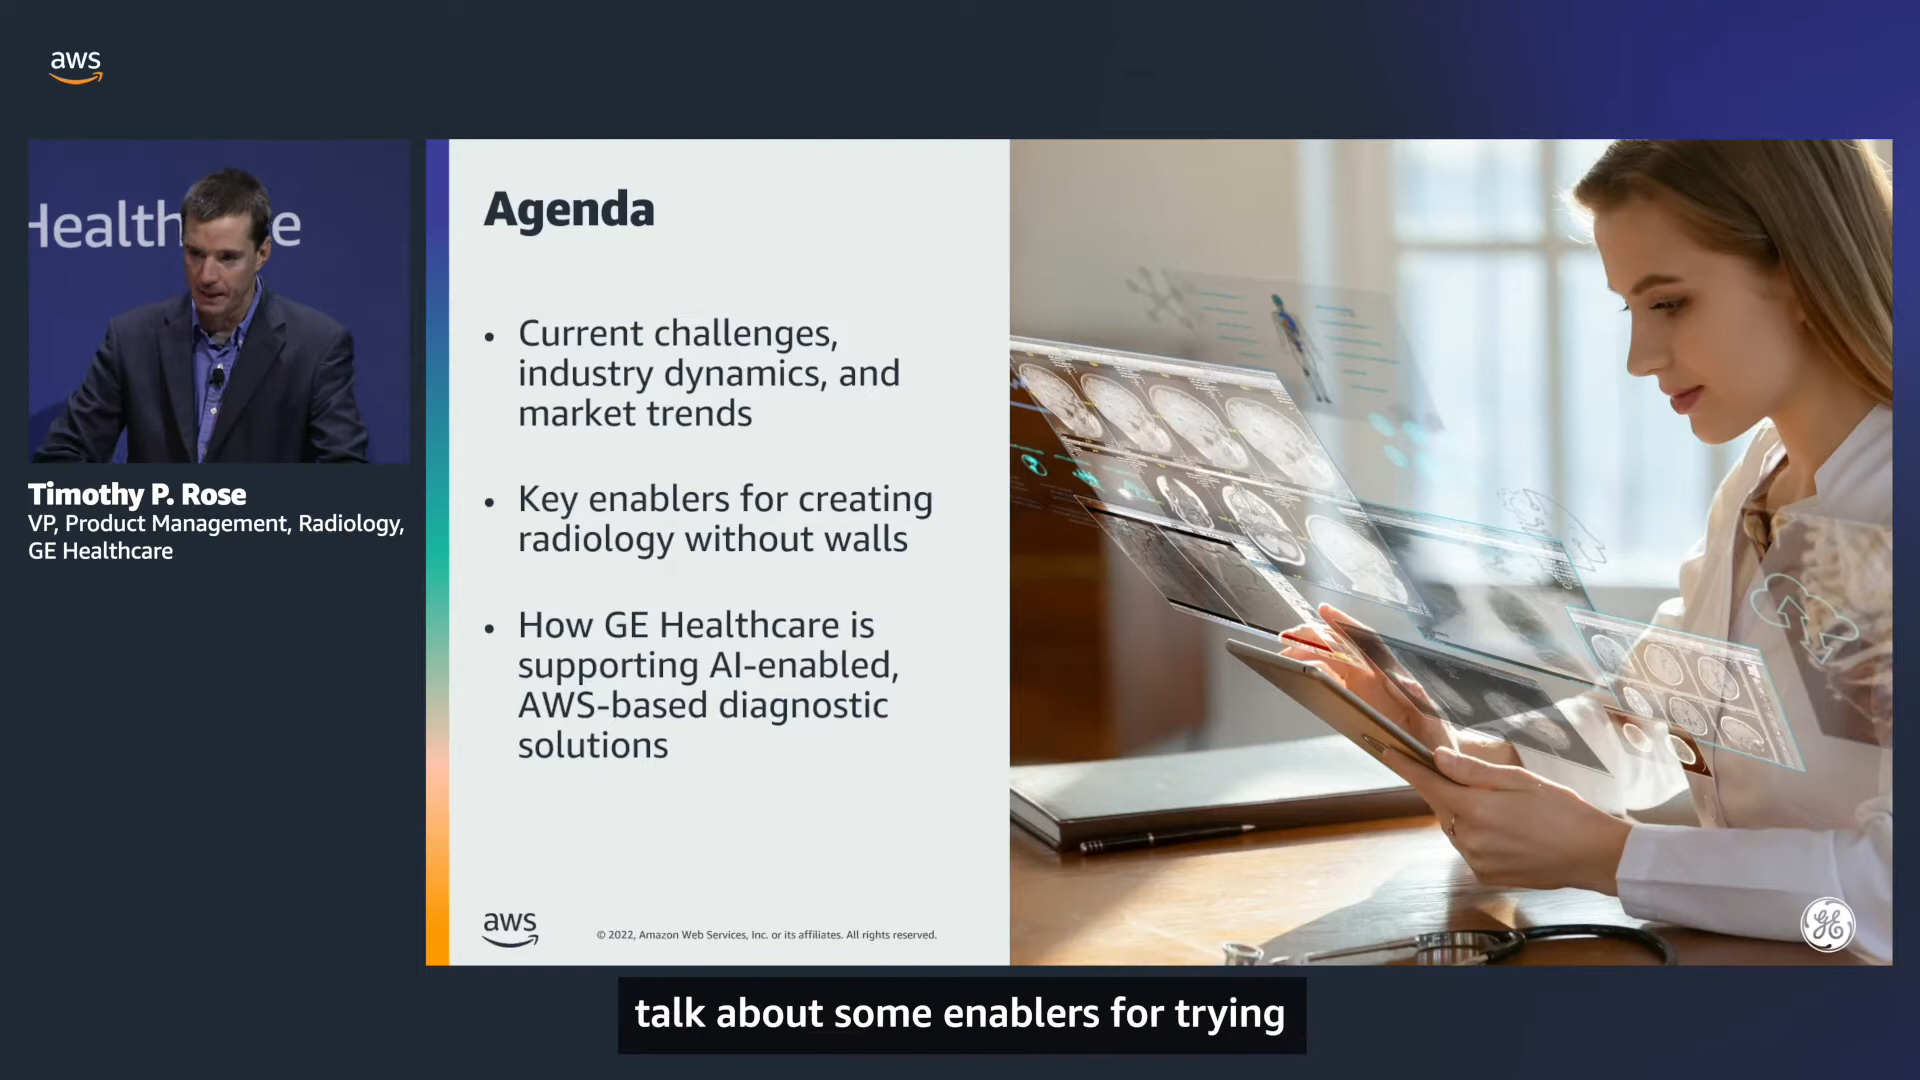 aws
Health e
Timothy P. Rose
VP, Product Management, Radiology,
GE Healthcare
Agenda
• Current challenges,
industry dynamics, and
market trends
• Key enablers for creating
radiology without walls
• How GE Healthcare is
supporting AI-enabled,
AWS-based diagnostic
solutions
aws
© 2022, Amazon Web Services, Inc. or its affiliates. All rights reserved.
GE
talk about some enablers for trying